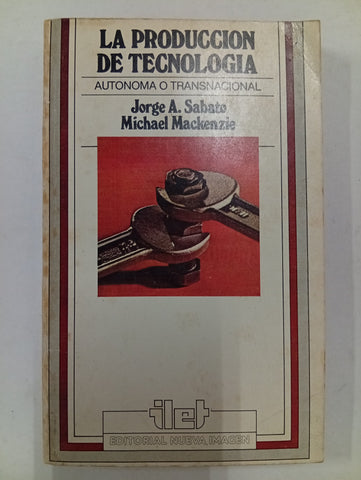 LA PRODUCCION
DE TECNOLOGIA
AUTONOMA O TRANSNACIONAL
Jorge A. Sabato
Michael Mackenzie
ilet
EDITORIAL NUEVA IMAGEN